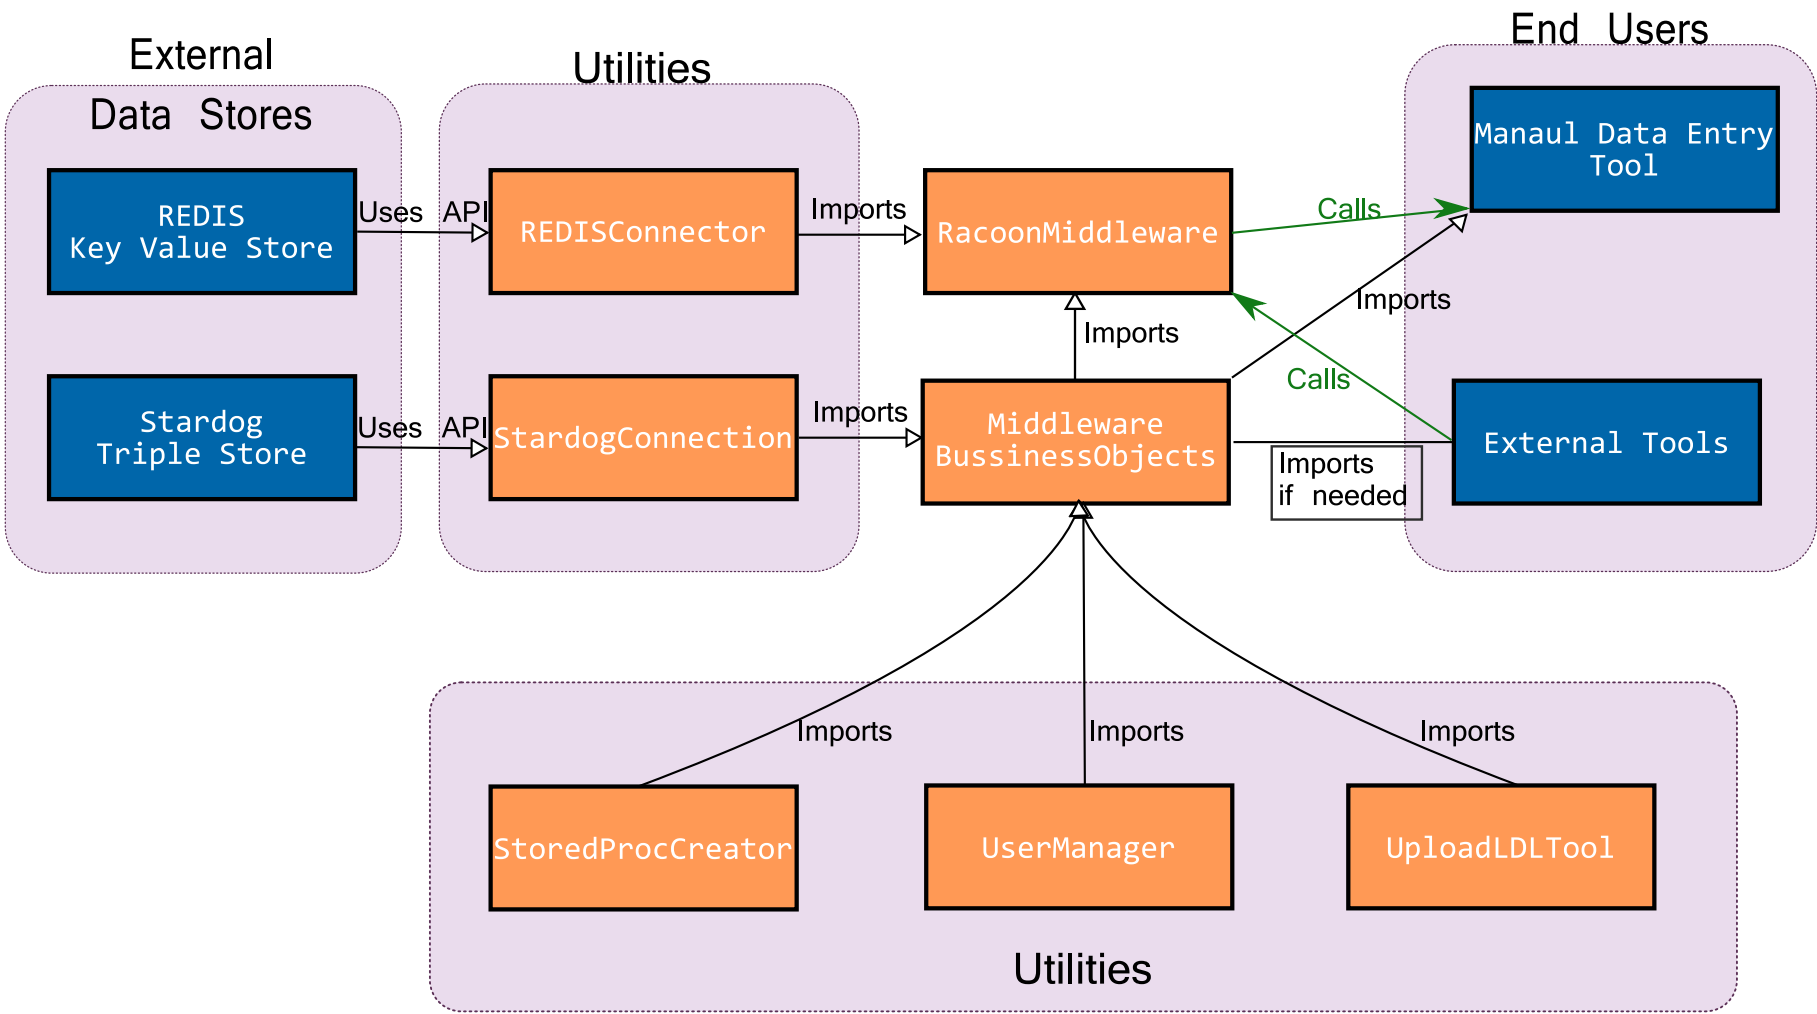 External
Data Stores
Utilities
End Users
REDIS
Key Value Store
Uses API
REDISConnector
Imports
RacoonMiddleware
Calls
Manaul Data Entry
Tool
Imports
Imports
Calls
Stardog
Triple Store
Uses API
StardogConnection
Imports
Middleware
BussinessObjects
Imports
if needed
External Tools
Imports
Imports
Imports
StoredProcCreator
UserManager
UploadLDLTool
Utilities